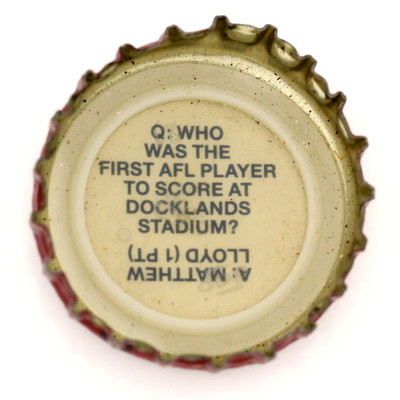 Q: WHO
WAS THE
FIRST AFL PLAYER
TO SCORE AT
DOCKLANDS
STADIUM?
A: MATTHEW
LLOYD (1 PT)